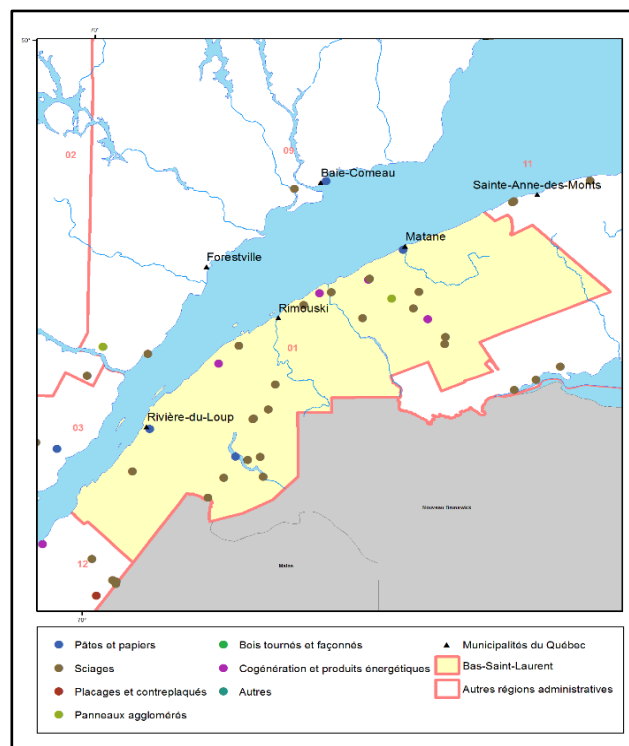 70°
50°
02
09
Baie-Comeau
11
Sainte-Anne-des-Monts
Matane
Forestville
Rimouski
01
Rivière-du-Loup
03
Nouveau Brunswick
Maine
12
70°
Pâtes et papiers
Sciages
Placages et contreplaqués
Panneaux agglomérés
Bois tournés et façonnés
Cogénération et produits énergétiques
Autres
Municipalités du Québec
Bas-Saint-Laurent
Autres régions administratives